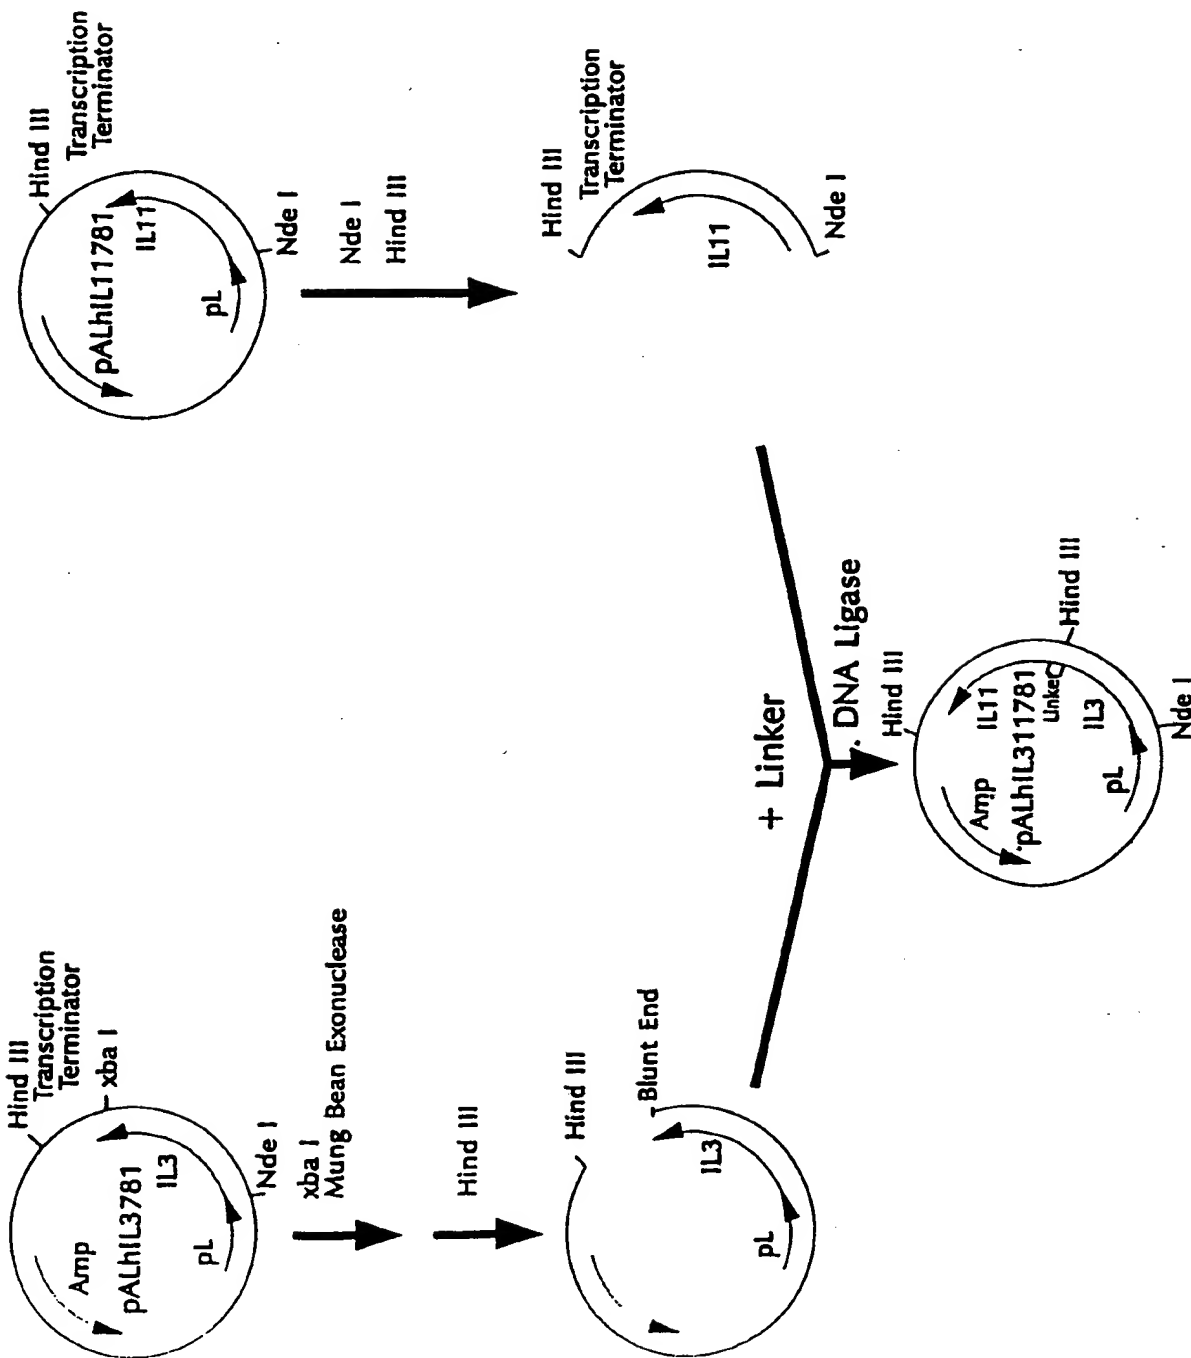 Hind III
Transcription
Terminator
xba I
Amp
pALhIL3781
IL3
pL
Nde I
xba I
Mung Bean Exonuclease
Hind III
Hind III
Blunt End
IL3
pL
Hind III
Transcription
Terminator
pALhIL11781
IL11
pL
Nde I
Nde I
Hind III
Hind III
Transcription
Terminator
IL11
Nde I
+ Linker
DNA Ligase
Hind III
Amp
IL11
pALhIL311781
Linker
IL3
pL
Hind III
Nde I